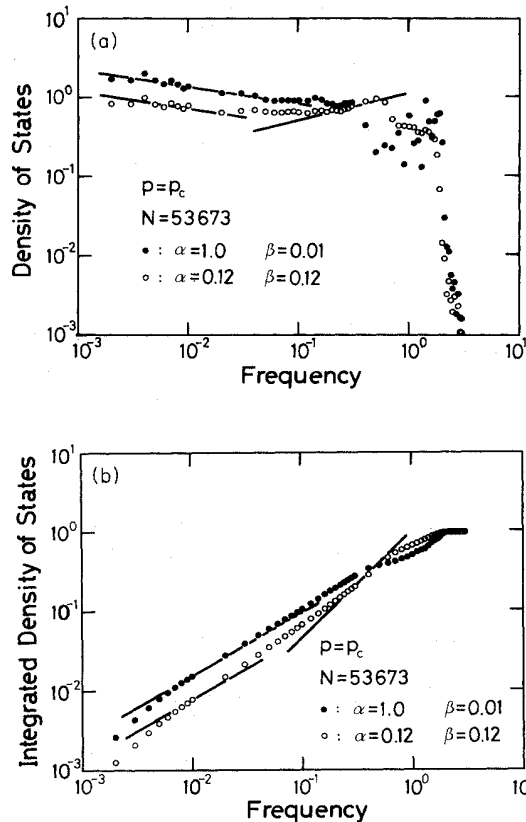 (a)
10¹
10⁰
10⁻¹
10⁻²
10⁻³
Density of States
p=p_c
N=53673
• : α=1.0 β=0.01
○ : α=0.12 β=0.12
10⁻³ 10⁻² 10⁻¹ 10⁰ 10¹
Frequency
(b)
10¹
10⁰
10⁻¹
10⁻²
10⁻³
Integrated Density of States
p=p_c
N=53673
• : α=1.0 β=0.01
○ : α=0.12 β=0.12
10⁻³ 10⁻² 10⁻¹ 10⁰ 10
Frequency